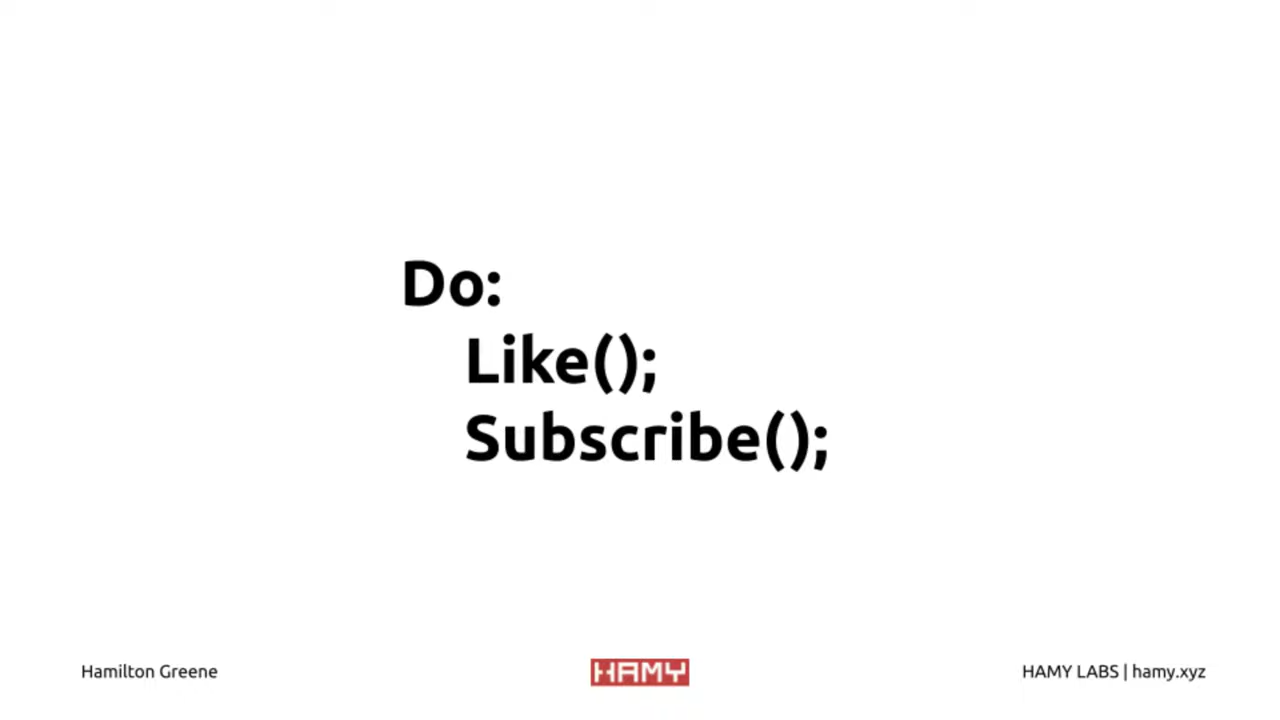 Do:
Like();
Subscribe();
Hamilton Greene
HAMY
HAMY LABS | hamy.xyz